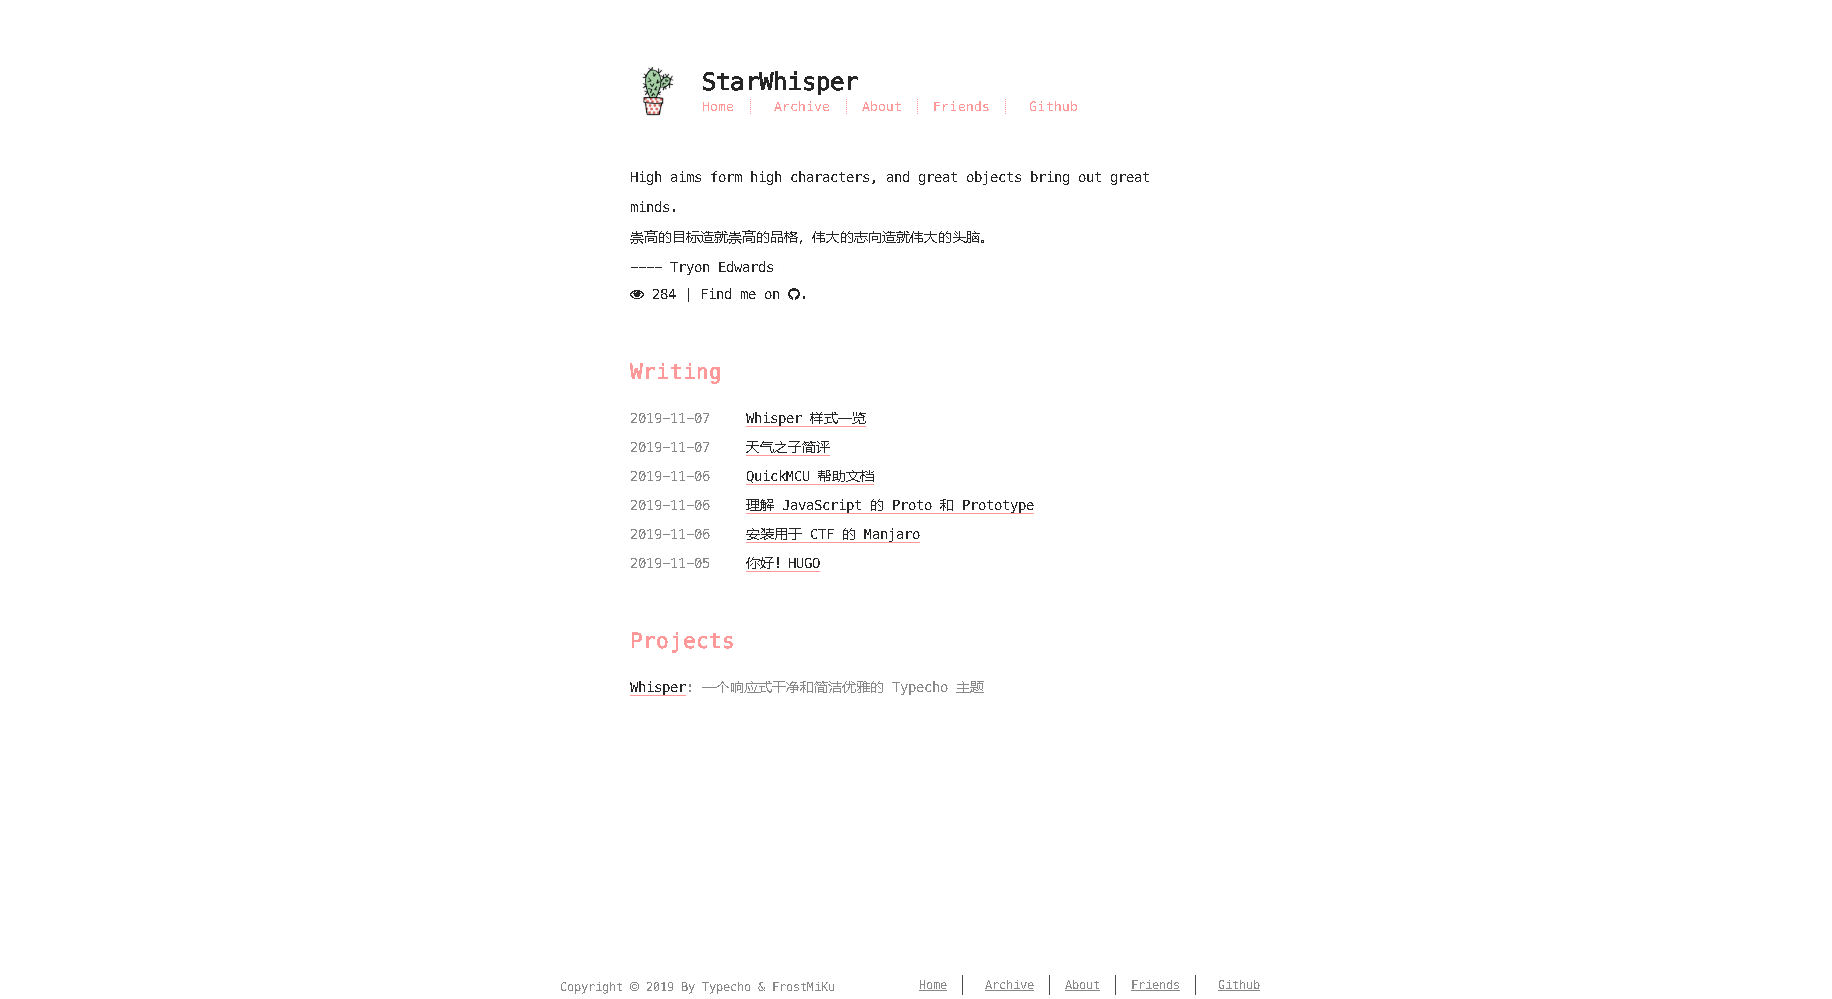 StarWhisper
Home Archive About Friends Github
High aims form high characters, and great objects bring out great
minds.
崇高的目标造就崇高的品格，伟大的志向造就伟大的头脑。
---- Tryon Edwards
284 | Find me on .
Writing
2019-11-07 Whisper 样式一览
2019-11-07 天气之子简评
2019-11-06 QuickMCU 帮助文档
2019-11-06 理解 JavaScript 的 Proto 和 Prototype
2019-11-06 安装用于 CTF 的 Manjaro
2019-11-05 你好！HUGO
Projects
Whisper: 一个响应式干净和简洁优雅的 Typecho 主题
Copyright © 2019 By Typecho & FrostMiKu
Home Archive About Friends Github